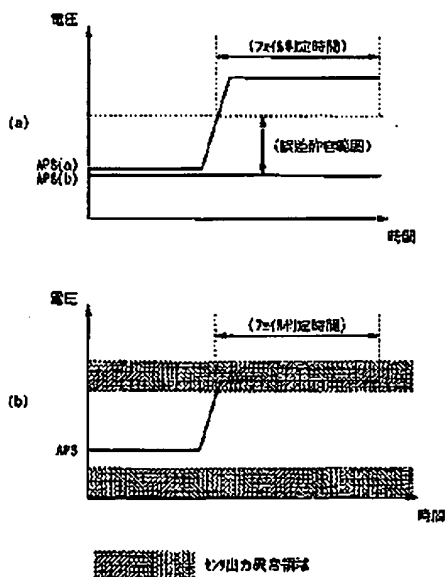 電圧
(フェイル判定時間)
(a)
(誤差許容範囲)
APS(a)
APS(b)
時間
電圧
(フェイル判定時間)
(b)
APS
時間
センサ出力異常領域